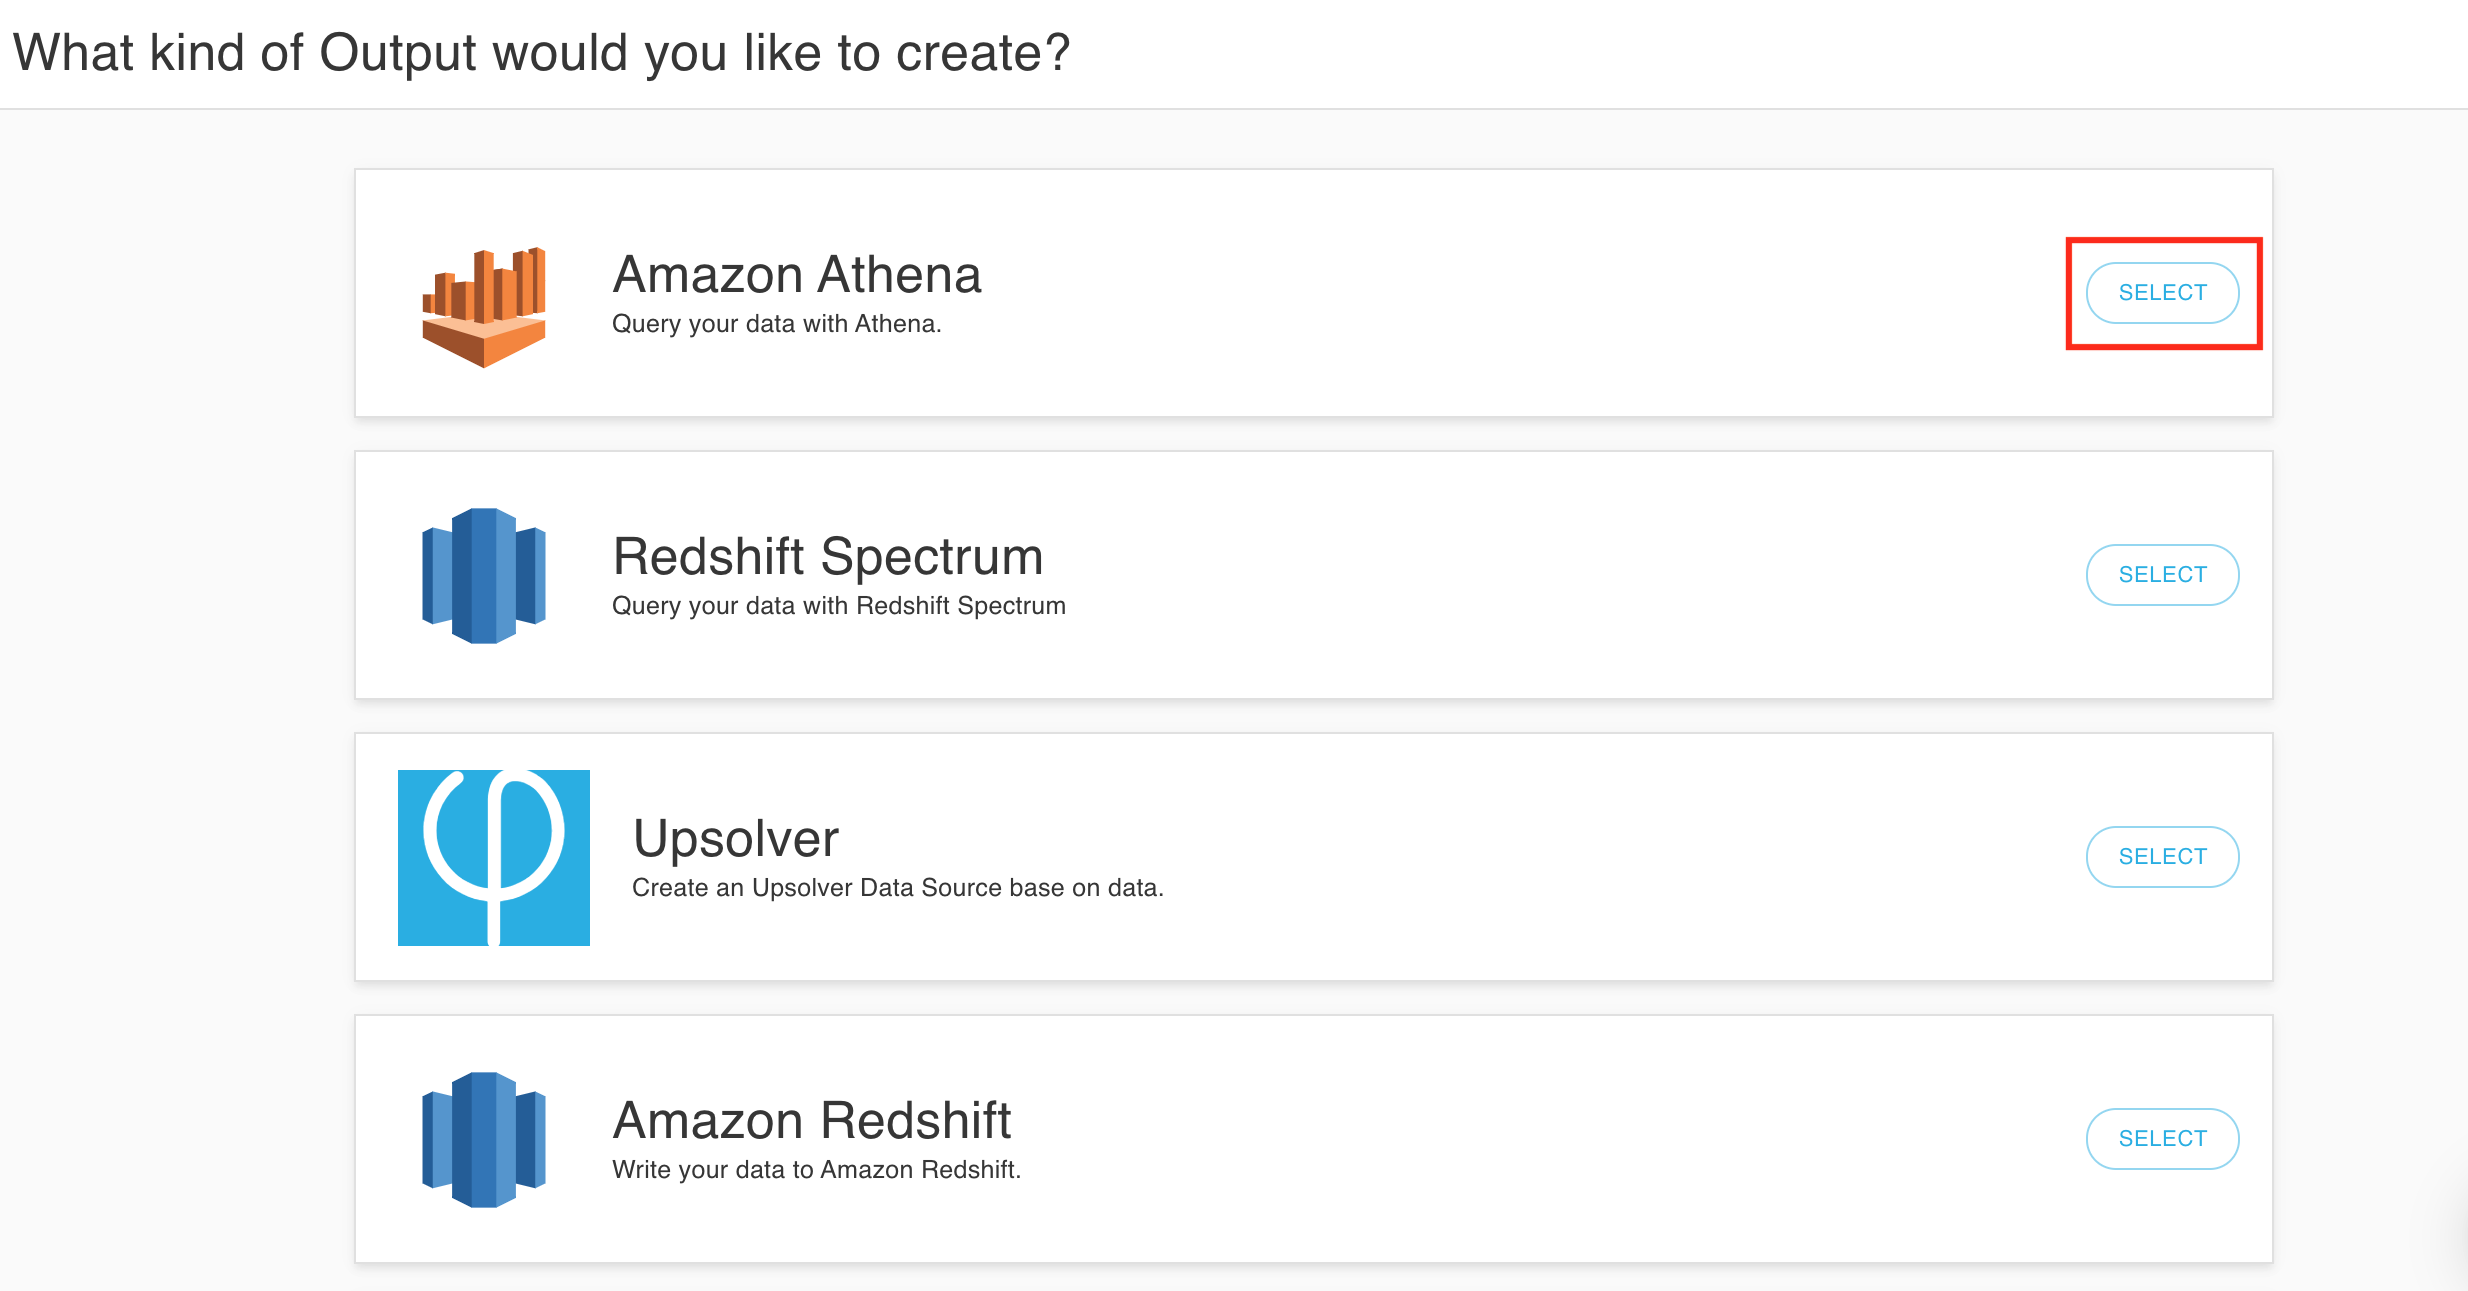 What kind of Output would you like to create?
Amazon Athena
Query your data with Athena.
SELECT
Redshift Spectrum
Query your data with Redshift Spectrum
SELECT
Upsolver
Create an Upsolver Data Source base on data.
SELECT
Amazon Redshift
Write your data to Amazon Redshift.
SELECT